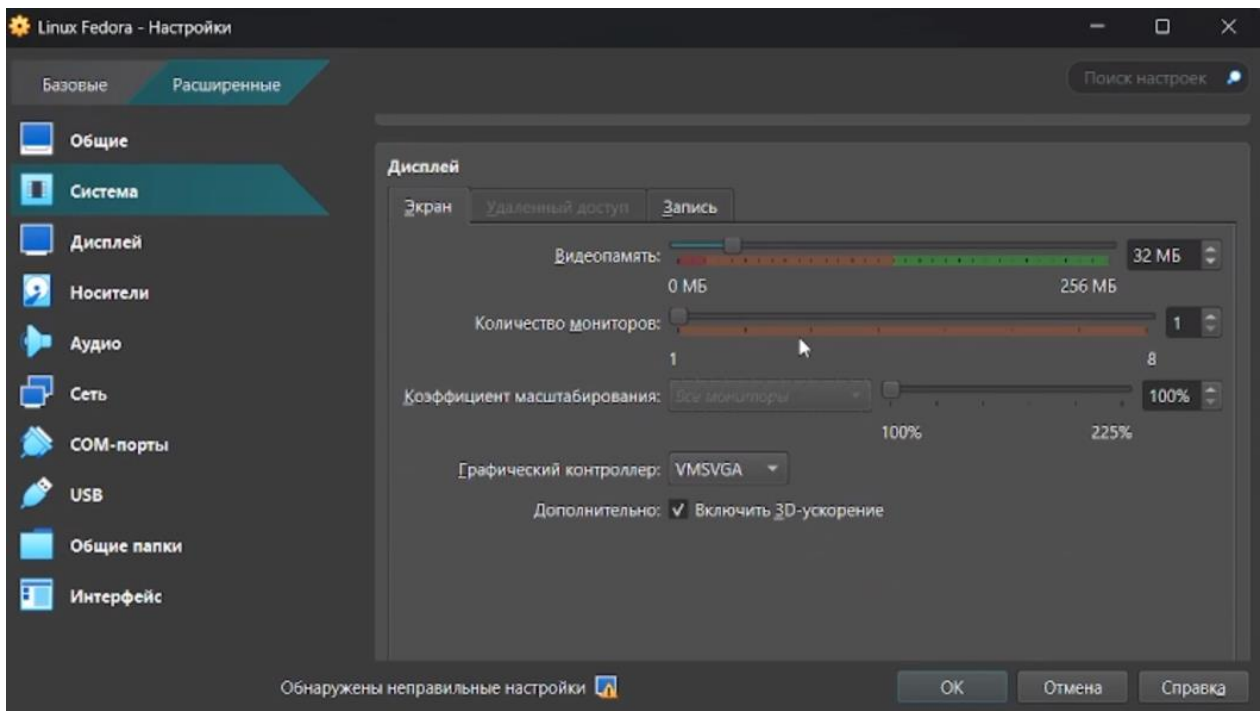 Linux Fedora - Настройки
Базовые Расширенные Поиск настроек
Общие
Система
Дисплей
Носители
Аудио
Сеть
COM-порты
USB
Общие папки
Интерфейс
Дисплей
Экран Удаленный доступ Запись
Видеопамять: 32 МБ
0 МБ 256 МБ
Количество мониторов: 1
1 8
Коэффициент масштабирования: Все мониторы 100%
100% 225%
Графический контроллер: VMSVGA
Дополнительно: Включить 3D-ускорение
Обнаружены неправильные настройки OK Отмена Справка